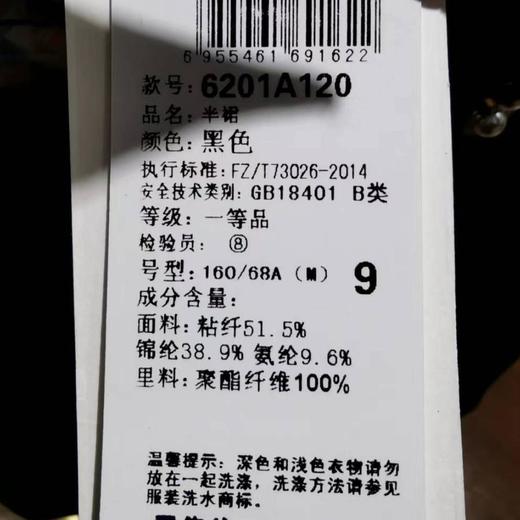 6 955461 691622
款号: 6201A120
品名: 半裙
颜色: 黑色
执行标准: FZ/T73026-2014
安全技术类别: GB18401 B类
等级: 一等品
检验员: ⑧
号型: 160/68A (M) 9
成分含量:
面料: 粘纤51.5%
锦纶38.9% 氨纶9.6%
里料: 聚酯纤维100%
温馨提示: 深色和浅色衣物请勿
放在一起洗涤, 洗涤方法请参见
服装洗水商标.